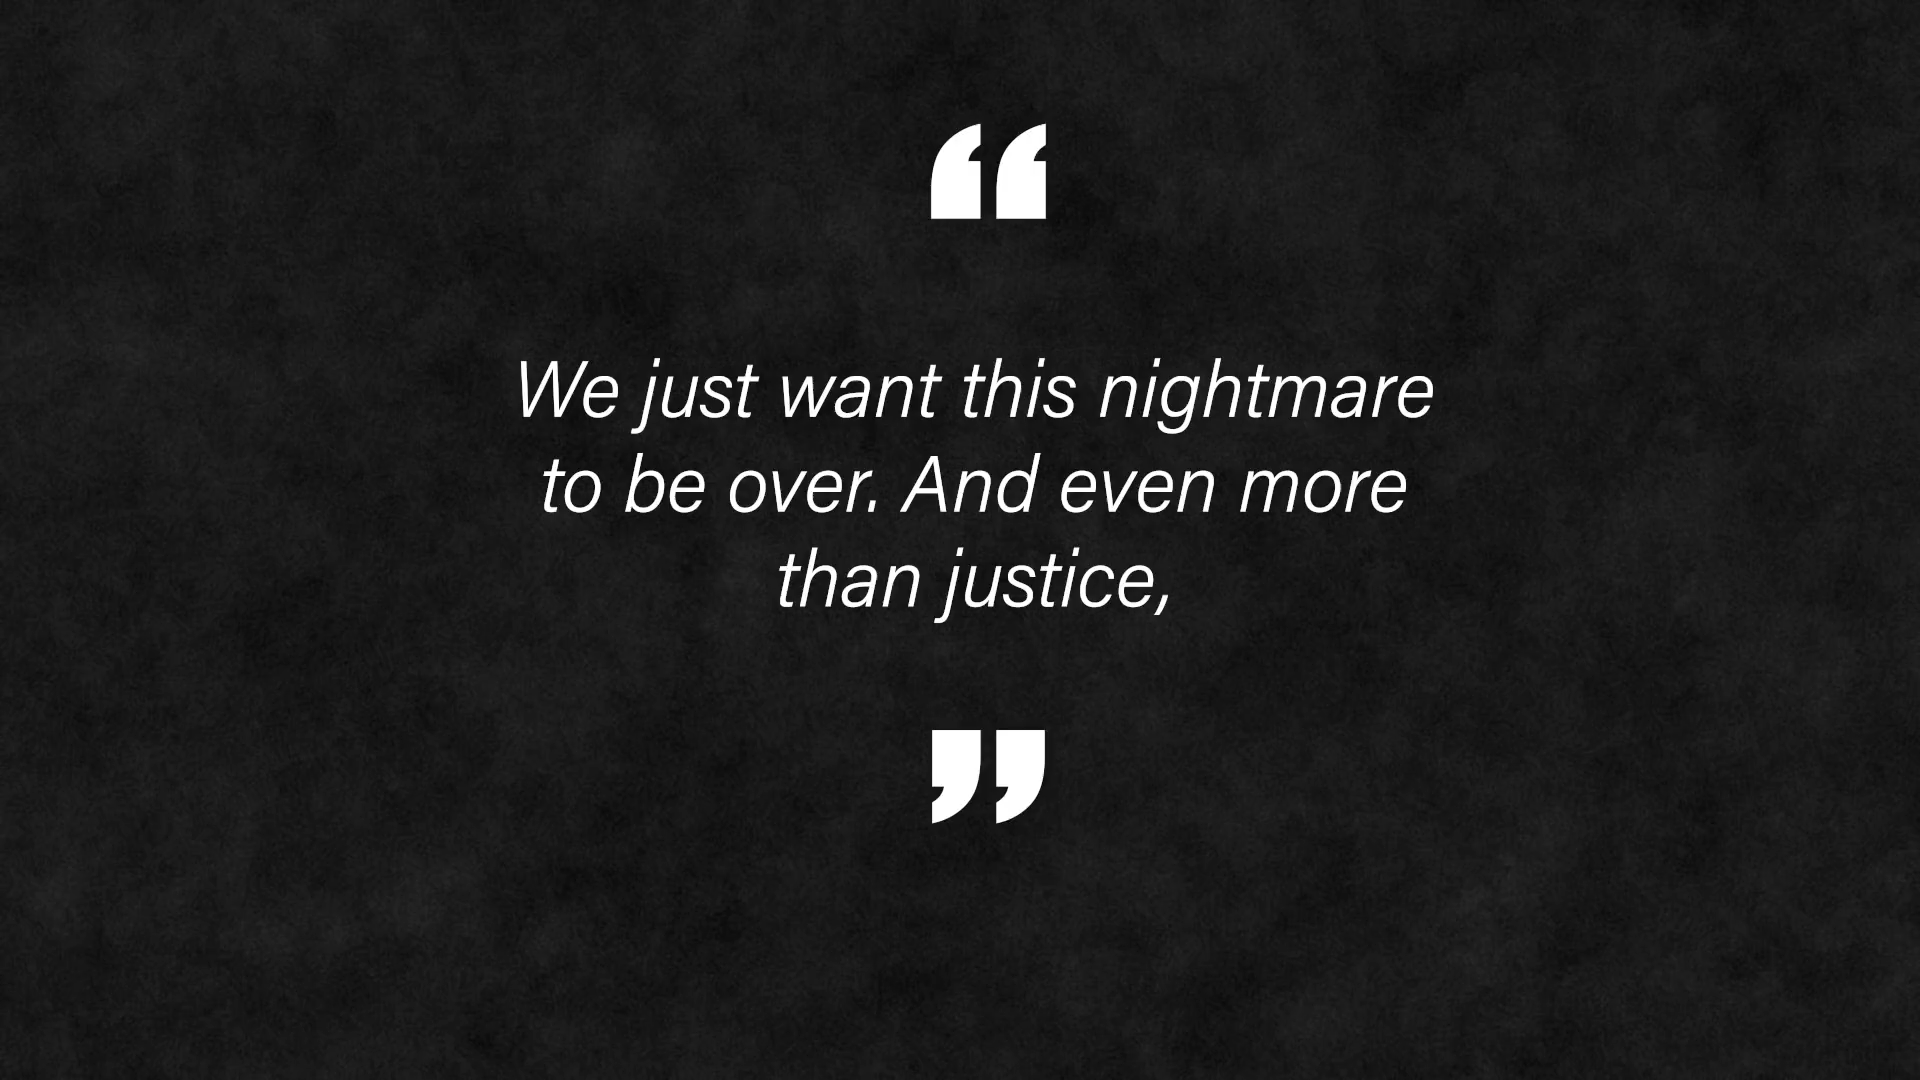 “
We just want this nightmare
to be over. And even more
than justice,
”